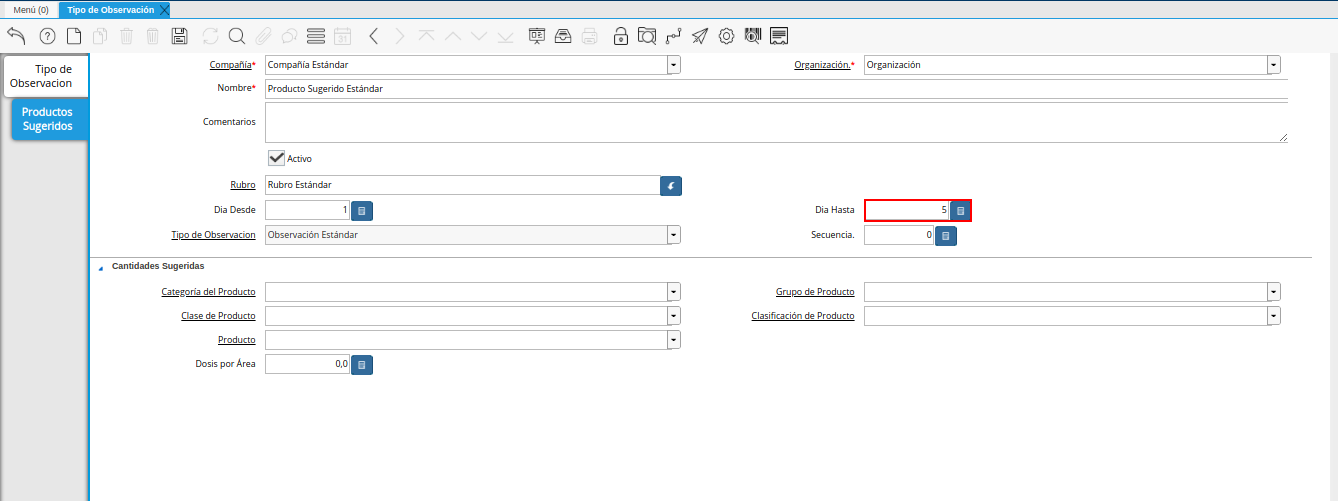 Menú (0) Tipo de Observación
31
Tipo de
Observacion
Productos
Sugeridos
Compañía* Compañía Estándar Organización.* Organización
Nombre* Producto Sugerido Estándar
Comentarios
Activo
Rubro Rubro Estándar
Dia Desde 1 Dia Hasta 5
Tipo de Observacion Observación Estándar Secuencia. 0
Cantidades Sugeridas
Categoría del Producto Grupo de Producto
Clase de Producto Clasificación de Producto
Producto
Dosis por Área 0,0